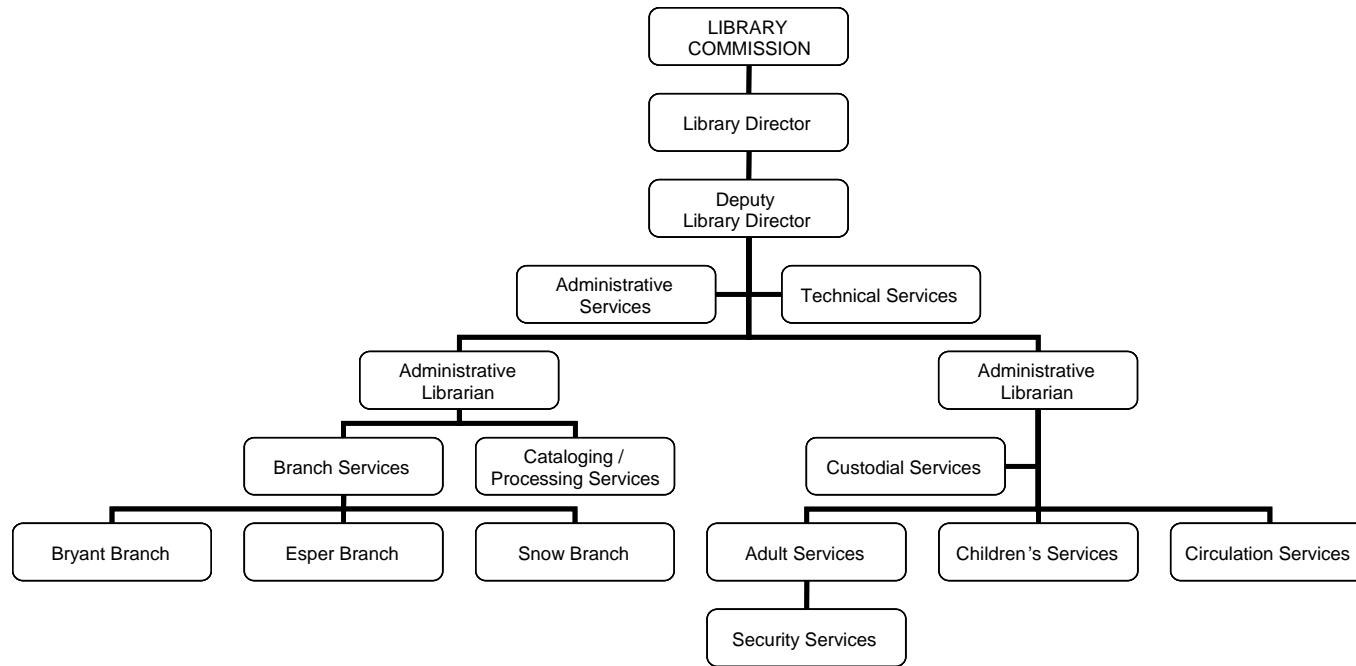 LIBRARY
COMMISSION
Library Director
Deputy
Library Director
Administrative
Services
Technical Services
Administrative
Librarian
Administrative
Librarian
Branch Services
Cataloging /
Processing Services
Custodial Services
Bryant Branch
Esper Branch
Snow Branch
Adult Services
Children's Services
Circulation Services
Security Services